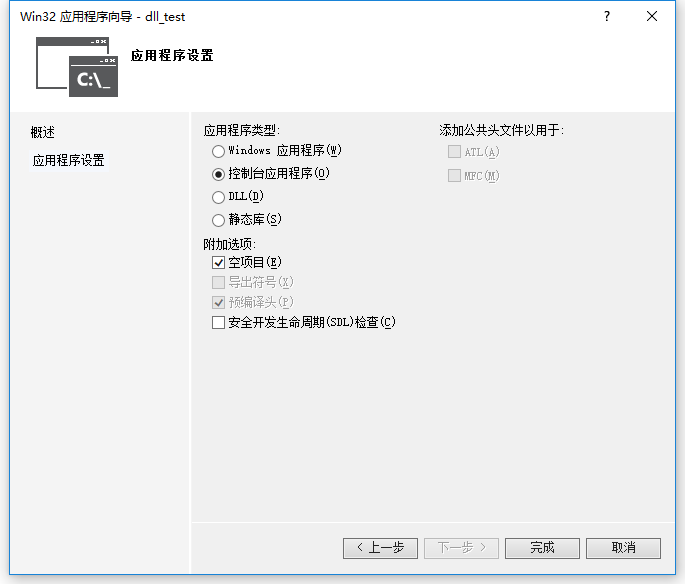 Win32 应用程序向导 - dll_test
?
应用程序设置
C:\_
概述
应用程序设置
应用程序类型:
Windows 应用程序(W)
控制台应用程序(O)
DLL(D)
静态库(S)
附加选项:
空项目(E)
导出符号(X)
预编译头(P)
安全开发生命周期(SDL)检查(C)
添加公共头文件以用于:
ATL(A)
MFC(M)
< 上一步
下一步 >
完成
取消